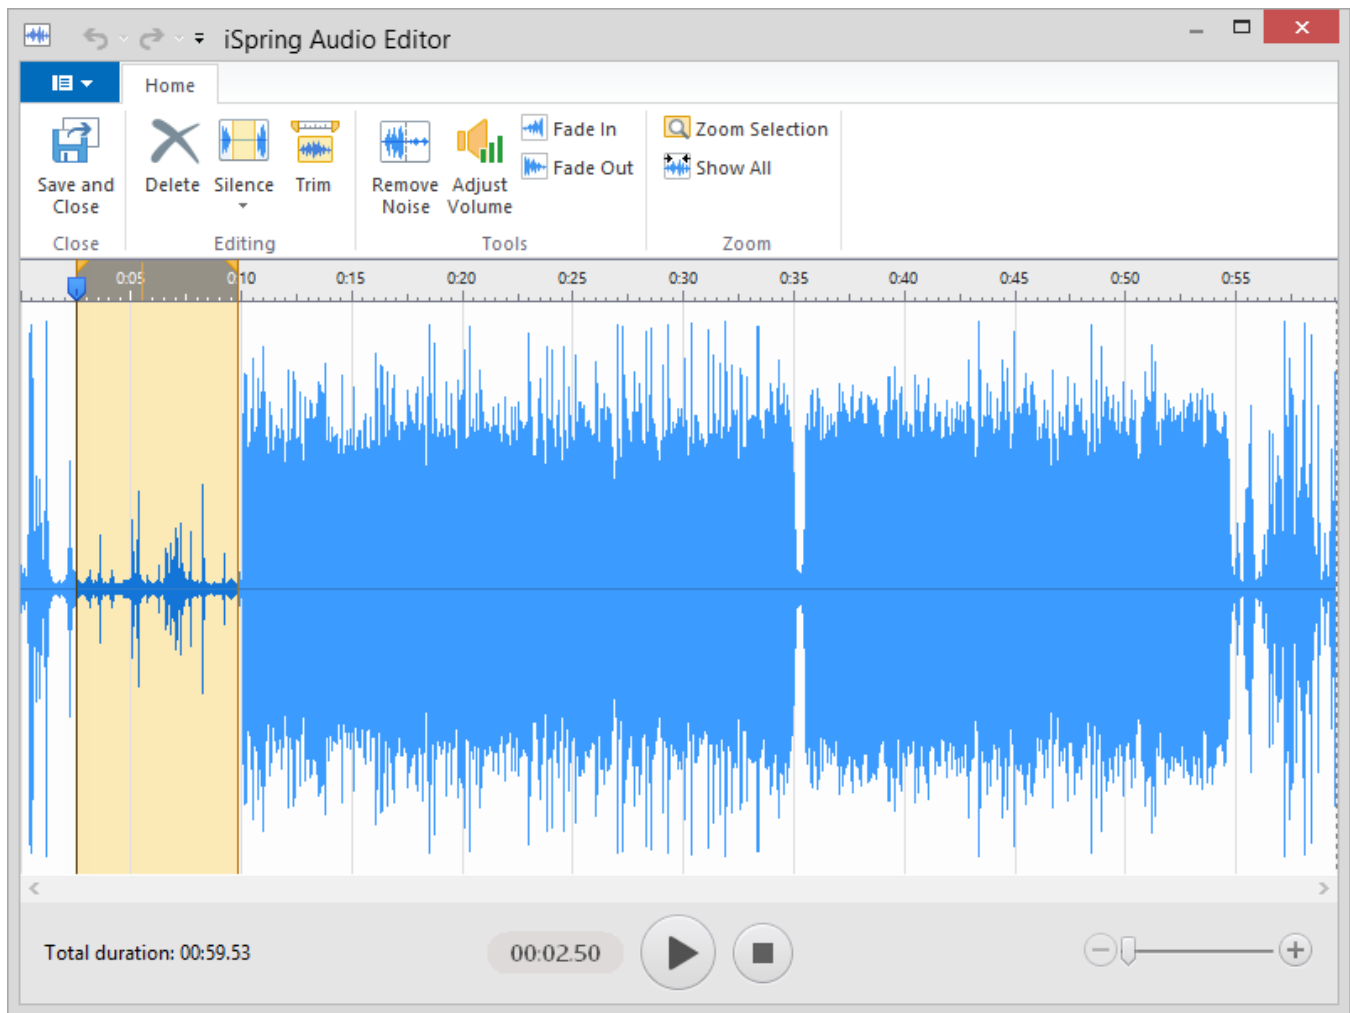 iSpring Audio Editor
Home
Save and Close
Delete
Silence
Trim
Remove Noise
Adjust Volume
Fade In
Fade Out
Zoom Selection
Show All
Close
Editing
Tools
Zoom
0:05 0:10 0:15 0:20 0:25 0:30 0:35 0:40 0:45 0:50 0:55
Total duration: 00:59.53
00:02.50